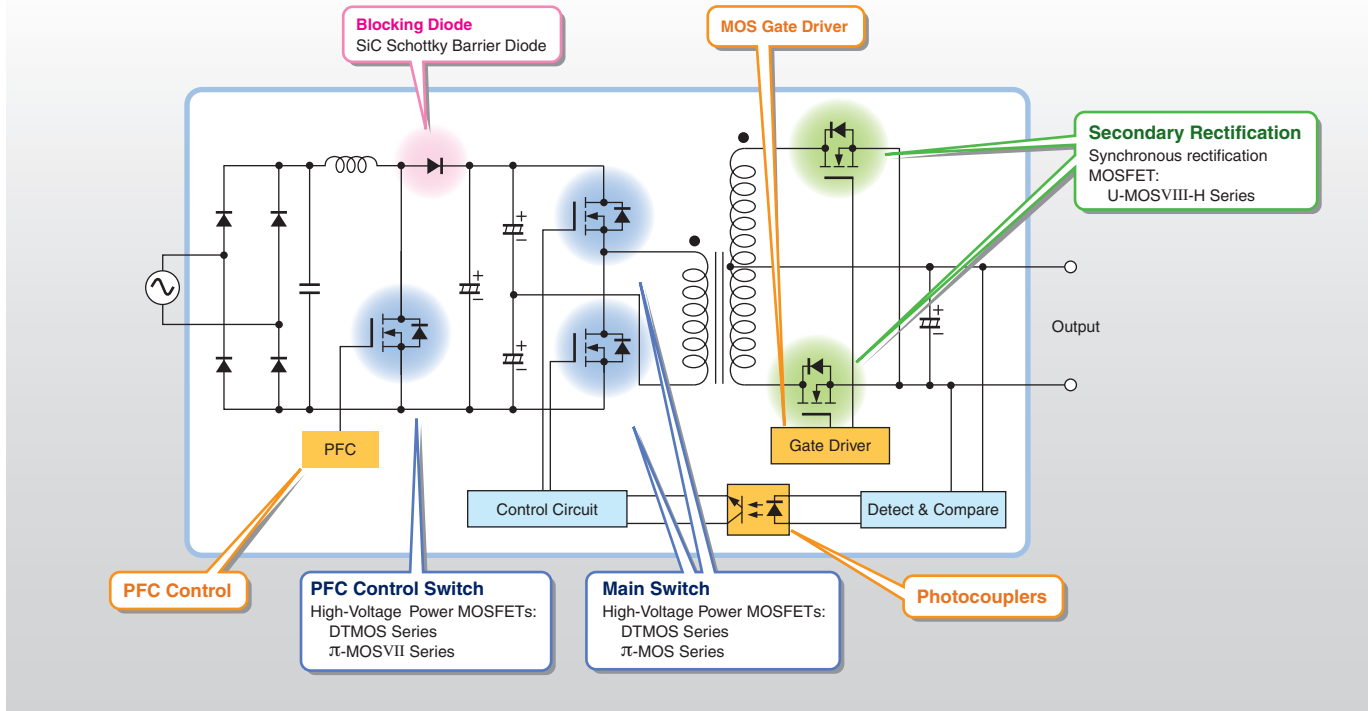 Blocking Diode
SiC Schottky Barrier Diode
MOS Gate Driver
Secondary Rectification
Synchronous rectification
MOSFET:
U-MOSVIII-H Series
+
−
+
−
+
−
+
−
Output
PFC
Gate Driver
Control Circuit
Detect & Compare
PFC Control
PFC Control Switch
High-Voltage Power MOSFETs:
DTMOS Series
π-MOSVII Series
Main Switch
High-Voltage Power MOSFETs:
DTMOS Series
π-MOS Series
Photocouplers